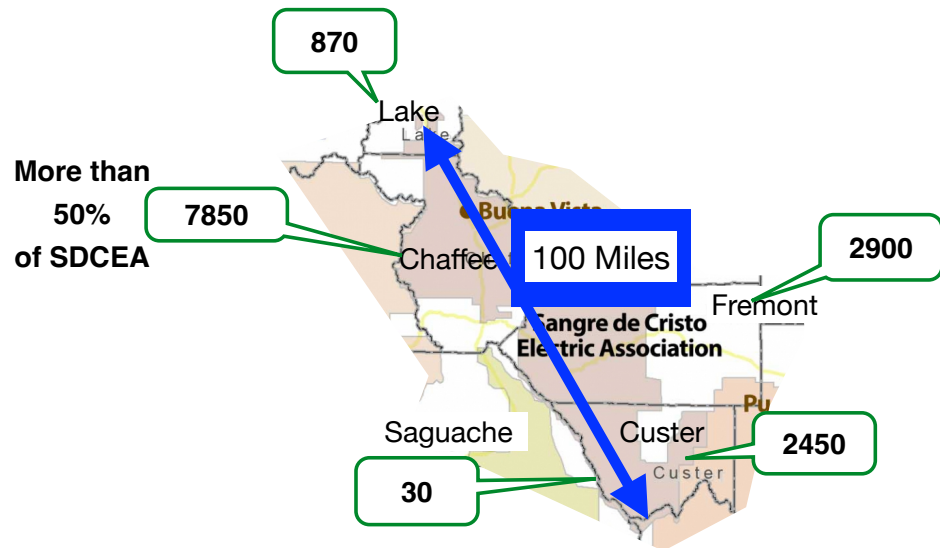 870
Lake
Lake
More than
50%
of SDCEA
7850
Buena Vista
Chaffee
100 Miles
2900
Fremont
Sangre de Cristo
Electric Association
Pu
Saguache
Custer
2450
Custer
30